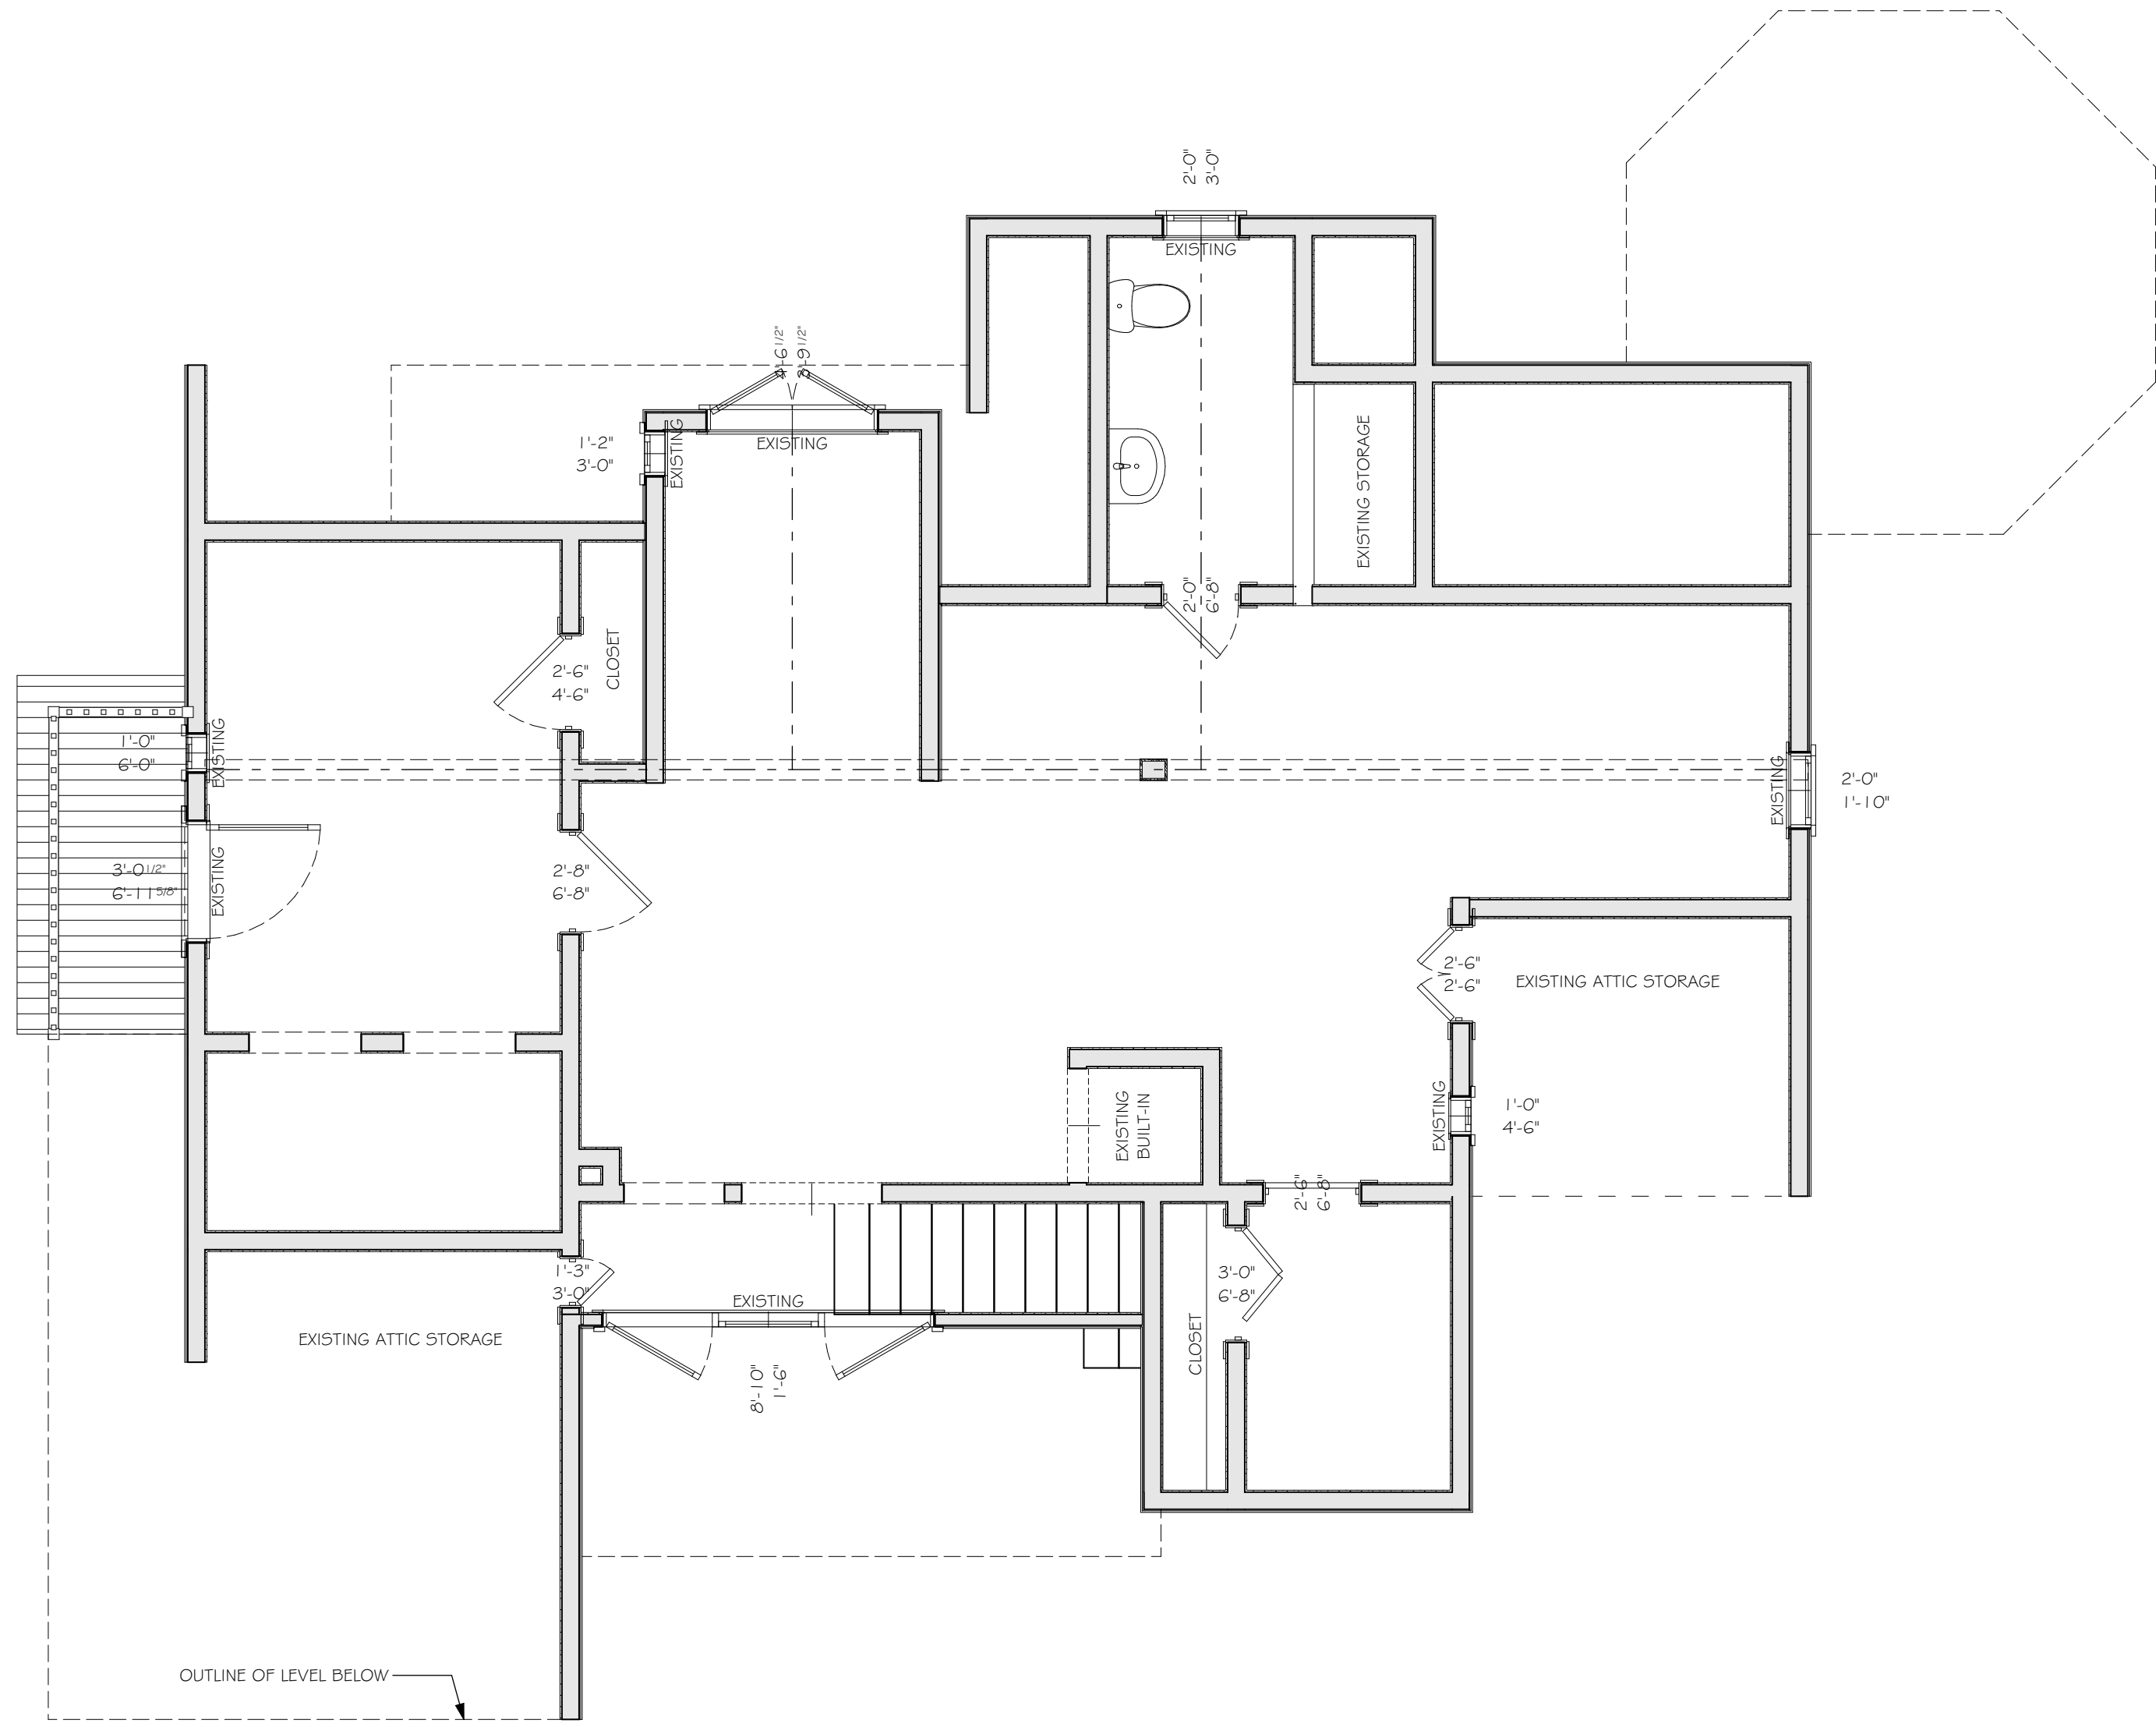 2'-0"
3'-0"
EXISTING
-6 1/2"
-9 1/2"
EXISTING
1'-2"
3'-0"
EXISTING
EXISTING STORAGE
2'-0"
6'-8"
2'-6"
4'-6"
CLOSET
1'-0"
6'-0"
EXISTING
EXISTING
2'-0"
1'-10"
3'-0 1/2"
6'-11 5/8"
EXISTING
2'-8"
6'-8"
2'-6"
2'-6"
EXISTING ATTIC STORAGE
EXISTING
BUILT-IN
EXISTING
1'-0"
4'-6"
2'-6"
6'-8"
1'-3"
3'-0"
EXISTING
3'-0"
6'-8"
CLOSET
EXISTING ATTIC STORAGE
8'-10"
1'-6"
OUTLINE OF LEVEL BELOW